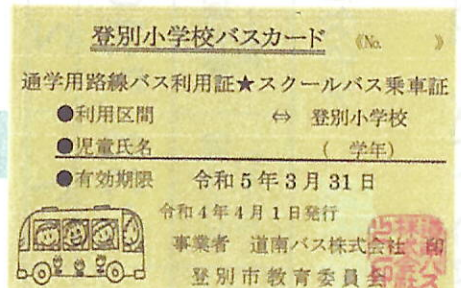 登別小学校バスカード 《No. 》
通学用路線バス利用証★スクールバス乗車証
●利用区間 ⇔ 登別小学校
●児童氏名 ( 学年)
●有効期限 令和5年3月31日
令和4年4月1日発行
事業者 道南バス株式会社 印
登別市教育委員会